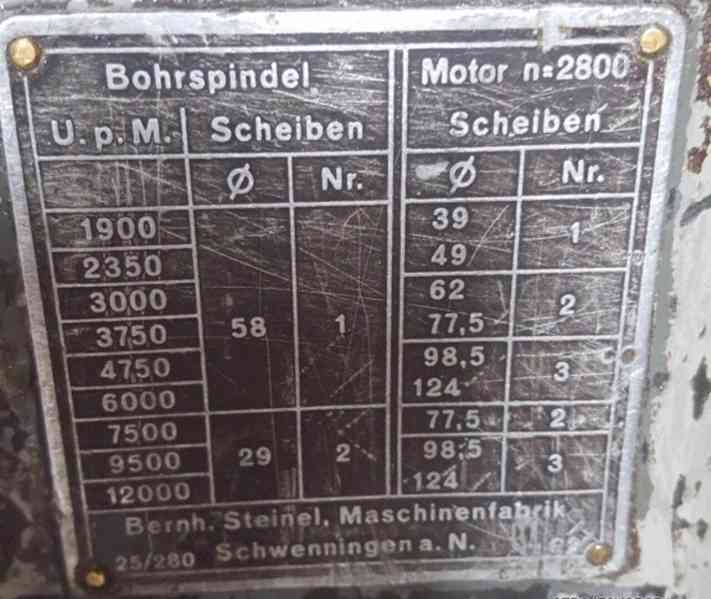 Bohrspindel Motor n=2800
U.p.M. Scheiben Scheiben
Ø Nr. Ø Nr.
1900 39 1
2350 49
3000 62 2
3750 58 1 77,5
4750 98,5 3
6000 124
7500 77,5 2
9500 29 2 98,5 3
12000 124
Bernh. Steinel, Maschinenfabrik
25/280 Schwenningen a. N.